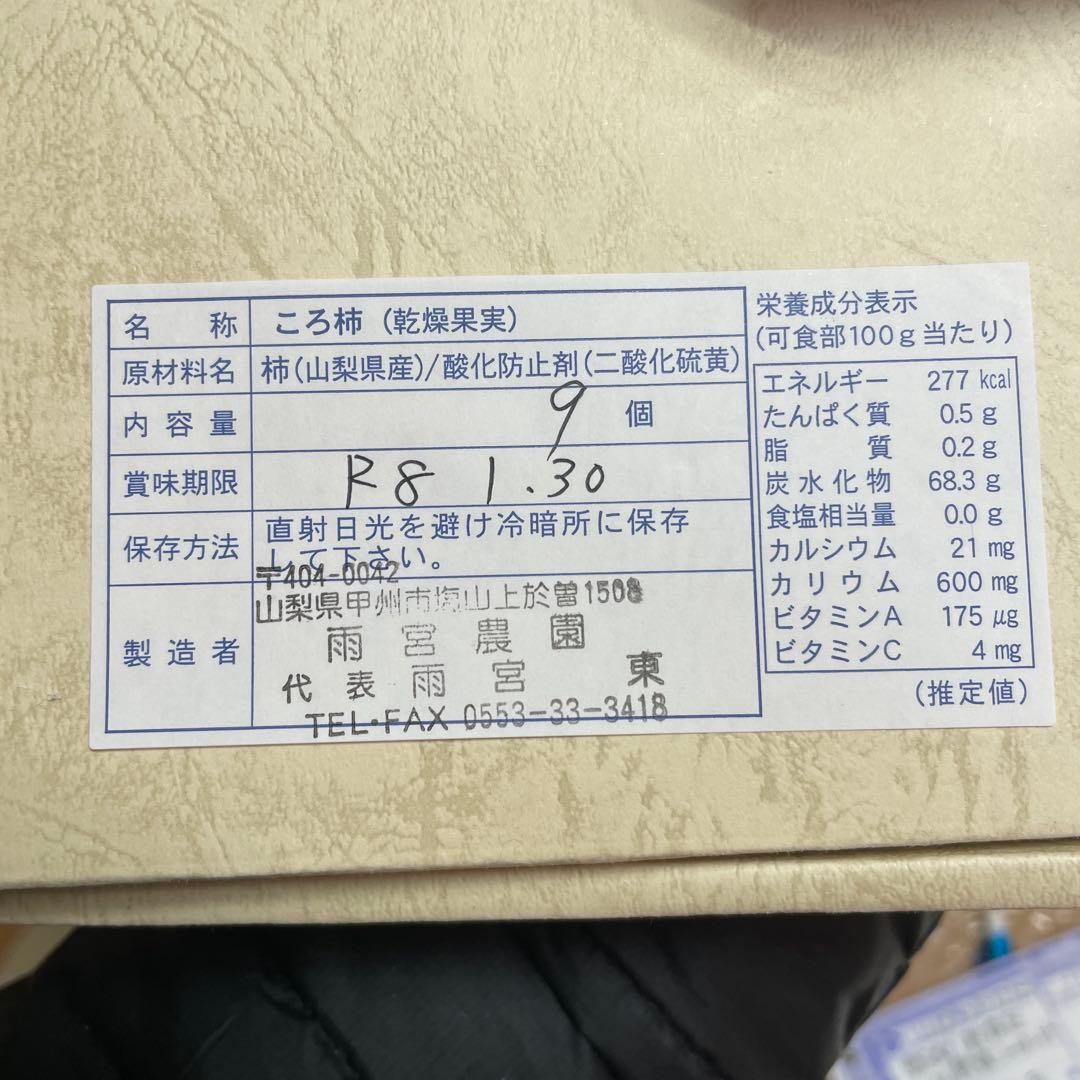 名称 ころ柿（乾燥果実）
原材料名 柿（山梨県産）/酸化防止剤（二酸化硫黄）
内容量 9 個
賞味期限 R8 1.30
保存方法 直射日光を避け冷暗所に保存
して下さい。
製造者 〒404-0042
山梨県甲州市塩山上於曽1508
雨宮農園
代表 雨宮 東
TEL・FAX 0553-33-3418
栄養成分表示
（可食部100g当たり）
エネルギー 277 kcal
たんぱく質 0.5 g
脂質 0.2 g
炭水化物 68.3 g
食塩相当量 0.0 g
カルシウム 21 mg
カリウム 600 mg
ビタミンA 175 μg
ビタミンC 4 mg
（推定値）